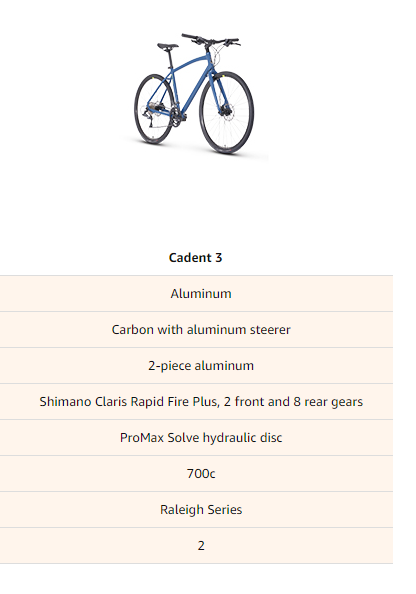 Cadent 3
Aluminum
Carbon with aluminum steerer
2-piece aluminum
Shimano Claris Rapid Fire Plus, 2 front and 8 rear gears
ProMax Solve hydraulic disc
700c
Raleigh Series
2